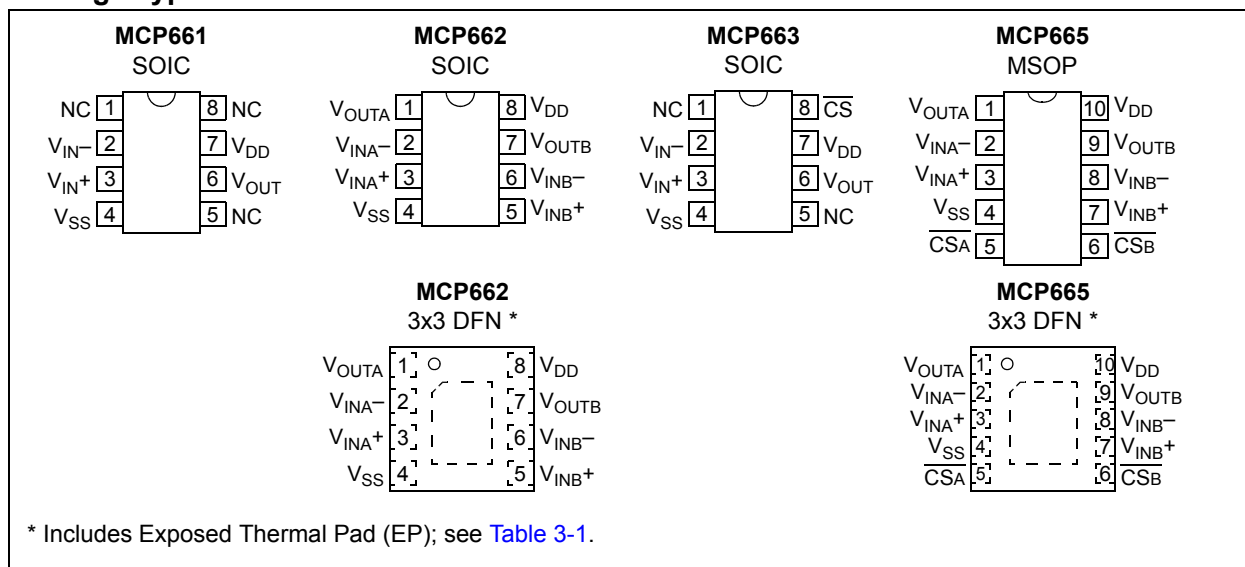 MCP661
SOIC
NC 1 8 NC
VIN– 2 7 VDD
VIN+ 3 6 VOUT
VSS 4 5 NC
MCP662
SOIC
VOUTA 1 8 VDD
VINA– 2 7 VOUTB
VINA+ 3 6 VINB–
VSS 4 5 VINB+
MCP663
SOIC
NC 1 8 CS
VIN– 2 7 VDD
VIN+ 3 6 VOUT
VSS 4 5 NC
MCP665
MSOP
VOUTA 1 10 VDD
VINA– 2 9 VOUTB
VINA+ 3 8 VINB–
VSS 4 7 VINB+
CSA 5 6 CSB
MCP662
3x3 DFN *
VOUTA 1 8 VDD
VINA– 2 7 VOUTB
VINA+ 3 6 VINB–
VSS 4 5 VINB+
MCP665
3x3 DFN *
VOUTA 1 10 VDD
VINA– 2 9 VOUTB
VINA+ 3 8 VINB–
VSS 4 7 VINB+
CSA 5 6 CSB
* Includes Exposed Thermal Pad (EP); see Table 3-1.